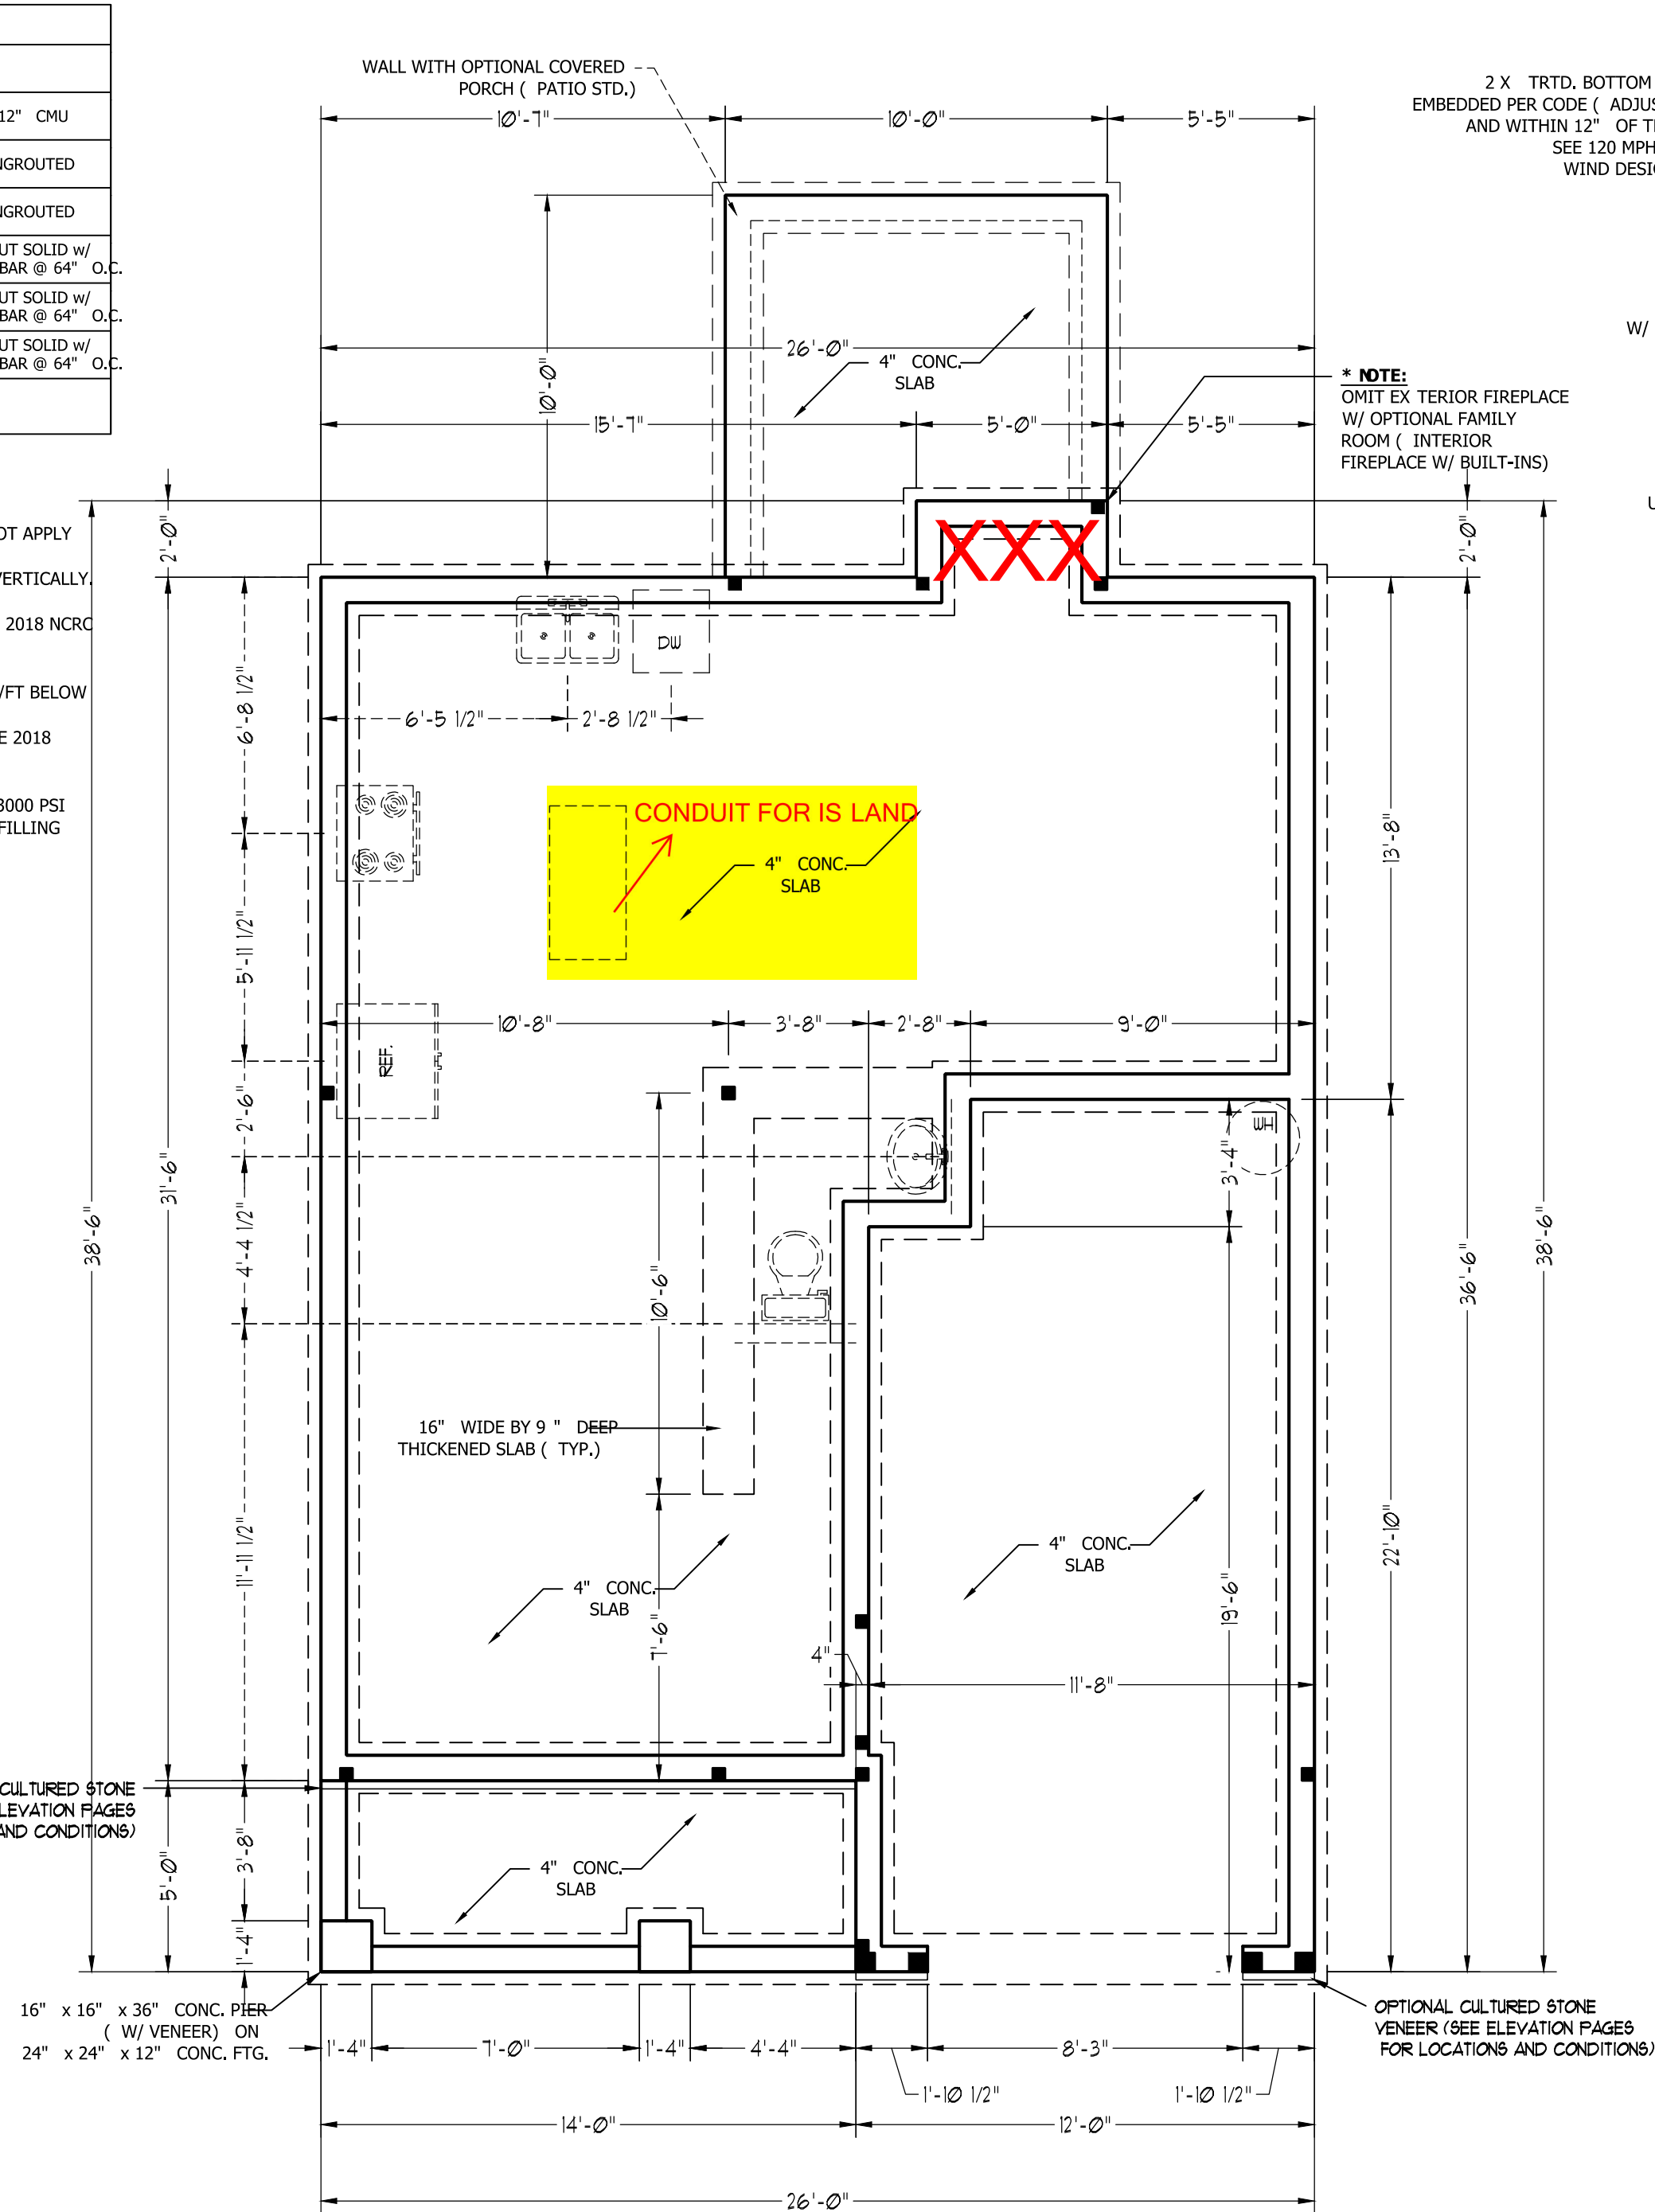 12" CMU
NGROUTED
NGROUTED
UT SOLID w/
BAR @ 64" O.C.
UT SOLID w/
BAR @ 64" O.C.
UT SOLID w/
BAR @ 64" O.C.
WALL WITH OPTIONAL COVERED
PORCH ( PATIO STD.)
2 X TRTD. BOTTOM
EMBEDDED PER CODE ( ADJUS
AND WITHIN 12" OF T
SEE 120 MPH
WIND DESI
10'-7"
10'-0"
5'-5"
26'-0"
W/
4" CONC.
SLAB
10'-0"
* NOTE:
OMIT EX TERIOR FIREPLACE
W/ OPTIONAL FAMILY
ROOM ( INTERIOR
FIREPLACE W/ BUILT-INS)
15'-7"
5'-0"
5'-5"
OT APPLY
VERTICALLY.
2018 NCRC
/FT BELOW
E 2018
3000 PSI
FILLING
2'-0"
2'-0"
U
XXX
DW
6'-8 1/2"
6'-5 1/2"
2'-8 1/2"
CONDUIT FOR IS LAND
4" CONC.
SLAB
13'-8"
5'-11 1/2"
10'-8"
3'-8"
2'-8"
9'-0"
REF.
2'-6"
WH
3'-4"
31'-6"
38'-6"
4'-4 1/2"
10'-6"
36'-6"
38'-6"
16" WIDE BY 9 " DEEP
THICKENED SLAB ( TYP.)
11'-11 1/2"
22'-10"
4" CONC.
SLAB
4" CONC.
SLAB
7'-6"
19'-6"
4"
11'-8"
CULTURED STONE
LEVATION PAGES
AND CONDITIONS)
5'-0"
3'-8"
4" CONC.
SLAB
1'-4"
16" x 16" x 36" CONC. PIER
( W/ VENEER) ON
24" x 24" x 12" CONC. FTG.
OPTIONAL CULTURED STONE
VENEER (SEE ELEVATION PAGES
FOR LOCATIONS AND CONDITIONS)
1'-4"
7'-0"
1'-4"
4'-4"
8'-3"
1'-10 1/2"
1'-10 1/2"
14'-0"
12'-0"
26'-0"